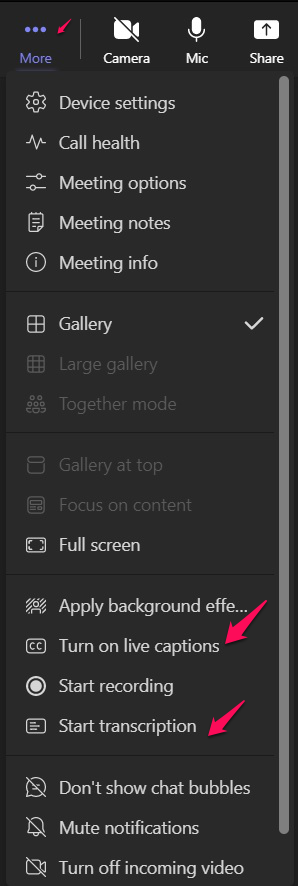 More Camera Mic Share
Device settings
Call health
Meeting options
Meeting notes
Meeting info
Gallery
Large gallery
Together mode
Gallery at top
Focus on content
Full screen
Apply background effe...
CC Turn on live captions
Start recording
Start transcription
Don't show chat bubbles
Mute notifications
Turn off incoming video